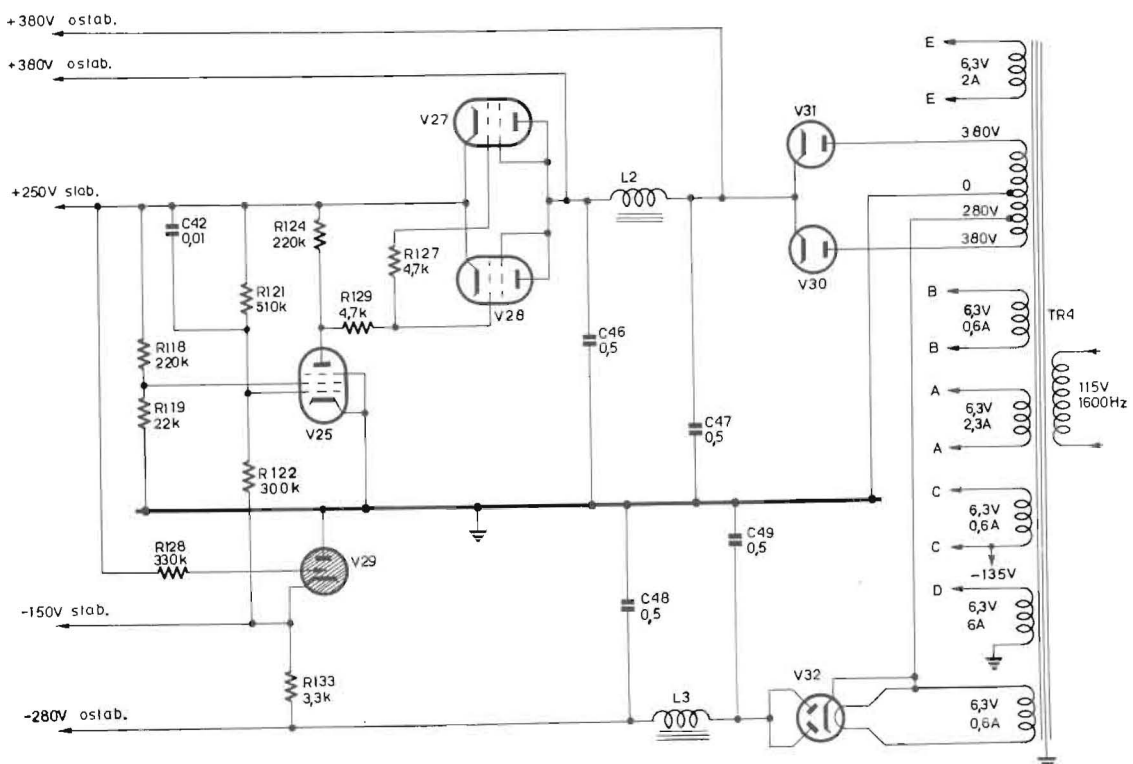 +380V ostab.
+380V ostab.
+250V stab.
-150V stab.
-280V ostab.
V27
V28
C42
0,01
R124
220k
R127
4,7k
R121
510k
R129
4,7k
R118
220k
R119
22k
V25
R122
300k
R128
330k
V29
R133
3,3k
L2
C46
0,5
C47
0,5
C48
0,5
C49
0,5
L3
V31
V30
V32
E
6,3V
2A
E
380V
0
280V
380V
B
6,3V
0,6A
B
TR4
115V
1600Hz
A
6,3V
2,3A
A
C
6,3V
0,6A
C
-135V
D
6,3V
6A
6,3V
0,6A